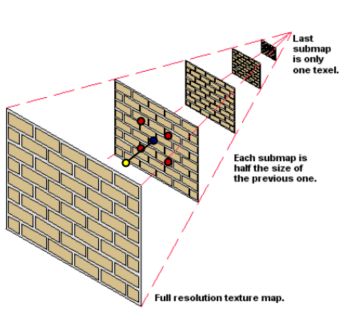 Last
submap
is only
one texel.
Each submap is
half the size of
the previous one.
Full resolution texture map.